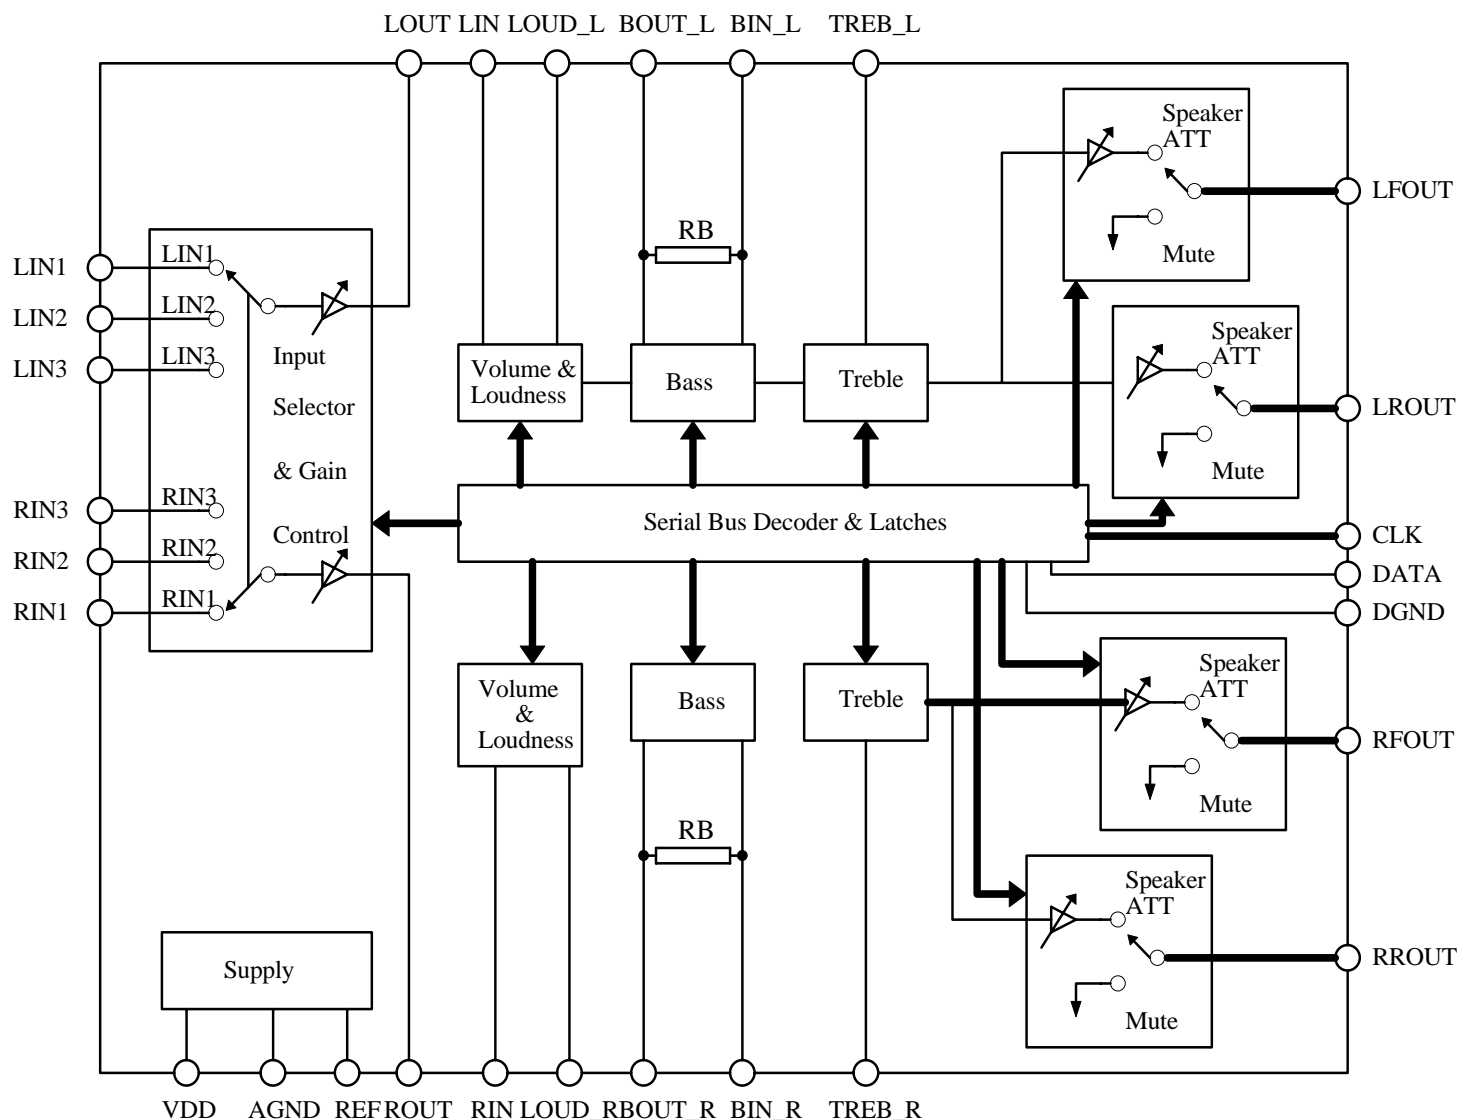 LOUT LIN LOUD_L BOUT_L BIN_L TREB_L
Speaker
ATT
Mute
LFOUT
LIN1
LIN2
LIN3
RIN3
RIN2
RIN1
LIN1
LIN2
LIN3
Input
Selector
& Gain
Control
RIN3
RIN2
RIN1
RB
Volume &
Loudness
Bass
Treble
Speaker
ATT
Mute
LROUT
Serial Bus Decoder & Latches
CLK
DATA
DGND
Volume
&
Loudness
Bass
Treble
RB
Speaker
ATT
Mute
RFOUT
Speaker
ATT
Mute
RROUT
Supply
VDD AGND REF ROUT RIN LOUD_R BOUT_R BIN_R TREB_R